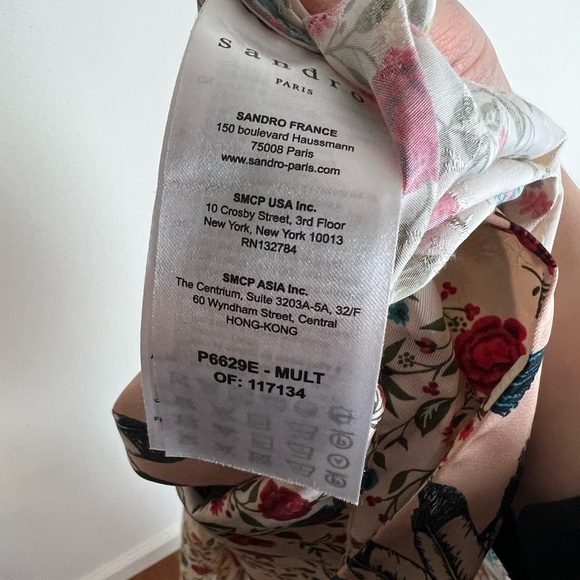 sandro
PARIS
SANDRO FRANCE
150 boulevard Haussmann
75008 Paris
www.sandro-paris.com
SMCP USA Inc.
10 Crosby Street, 3rd Floor
New York, New York 10013
RN132784
SMCP ASIA Inc.
The Centrium, Suite 3203A-5A, 32/F
60 Wyndham Street, Central
HONG-KONG
P6629E - MULT
OF: 117134